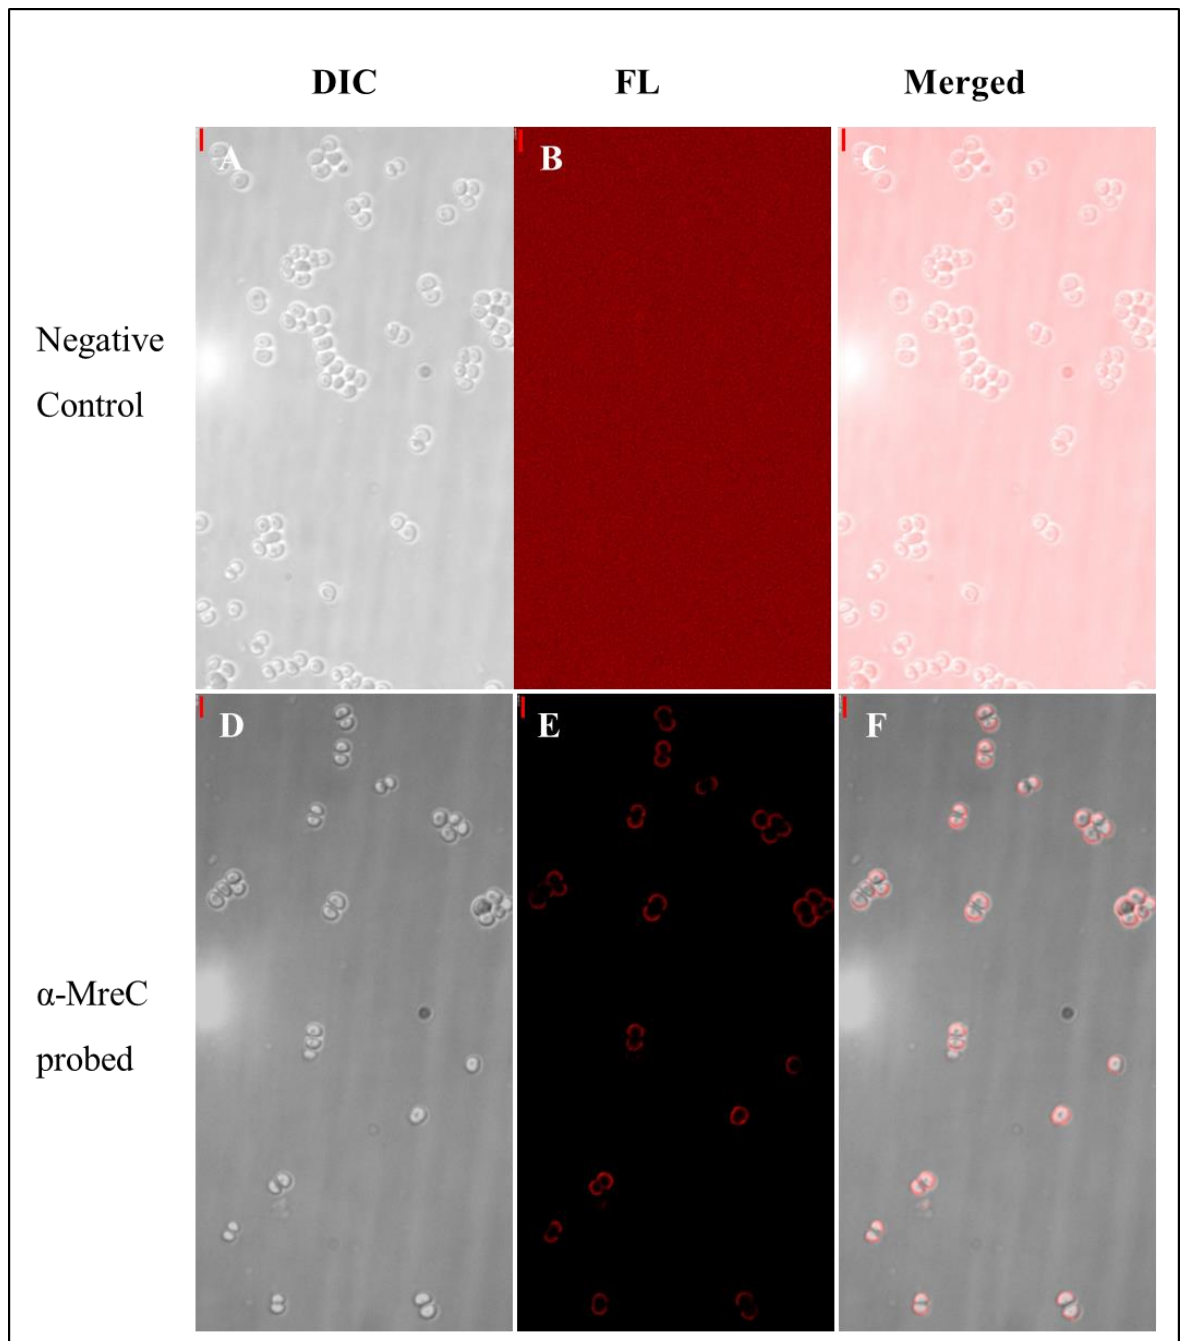 DIC FL Merged
A B C
Negative
Control
D E F
α-MreC
probed